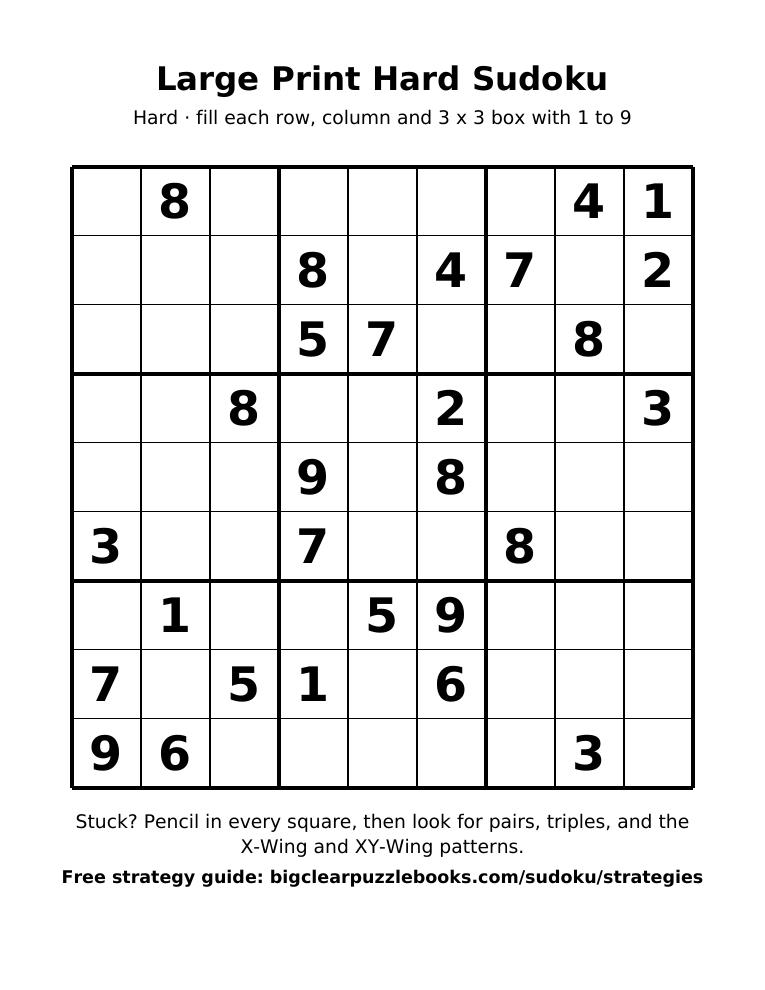 Large Print Hard Sudoku
Hard · fill each row, column and 3 x 3 box with 1 to 9
8 4 1
8 4 7 2
5 7 8
8 2 3
9 8
3 7 8
1 5 9
7 5 1 6
9 6 3
Stuck? Pencil in every square, then look for pairs, triples, and the
X-Wing and XY-Wing patterns.
Free strategy guide: bigclearpuzzlebooks.com/sudoku/strategies